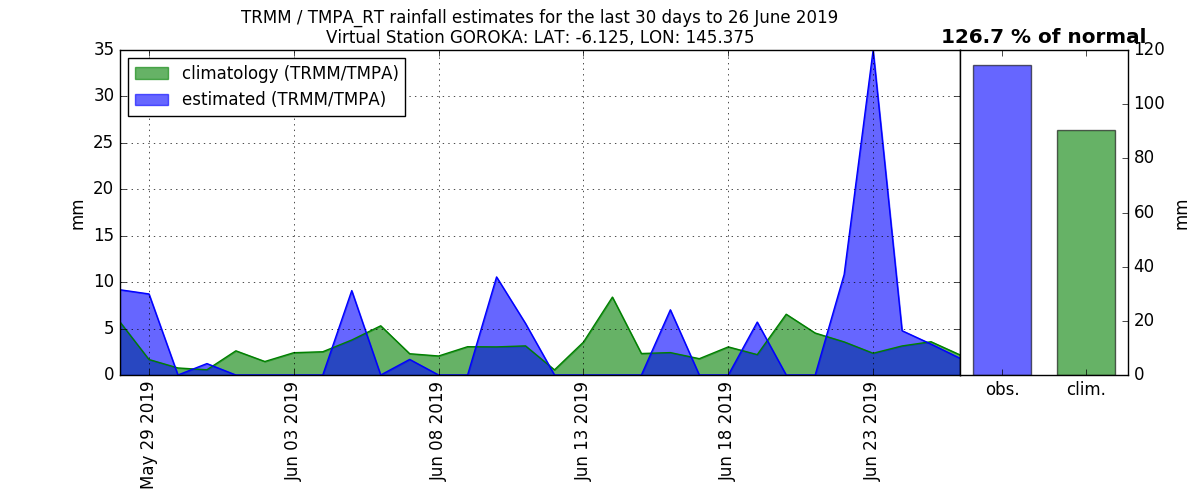 TRMM / TMPA_RT rainfall estimates for the last 30 days to 26 June 2019
Virtual Station GOROKA: LAT: -6.125, LON: 145.375
126.7 % of normal
climatology (TRMM/TMPA)
estimated (TRMM/TMPA)
35
30
25
20
15
10
5
0
mm
May 29 2019
Jun 03 2019
Jun 08 2019
Jun 13 2019
Jun 18 2019
Jun 23 2019
120
100
80
60
40
20
0
mm
obs.
clim.